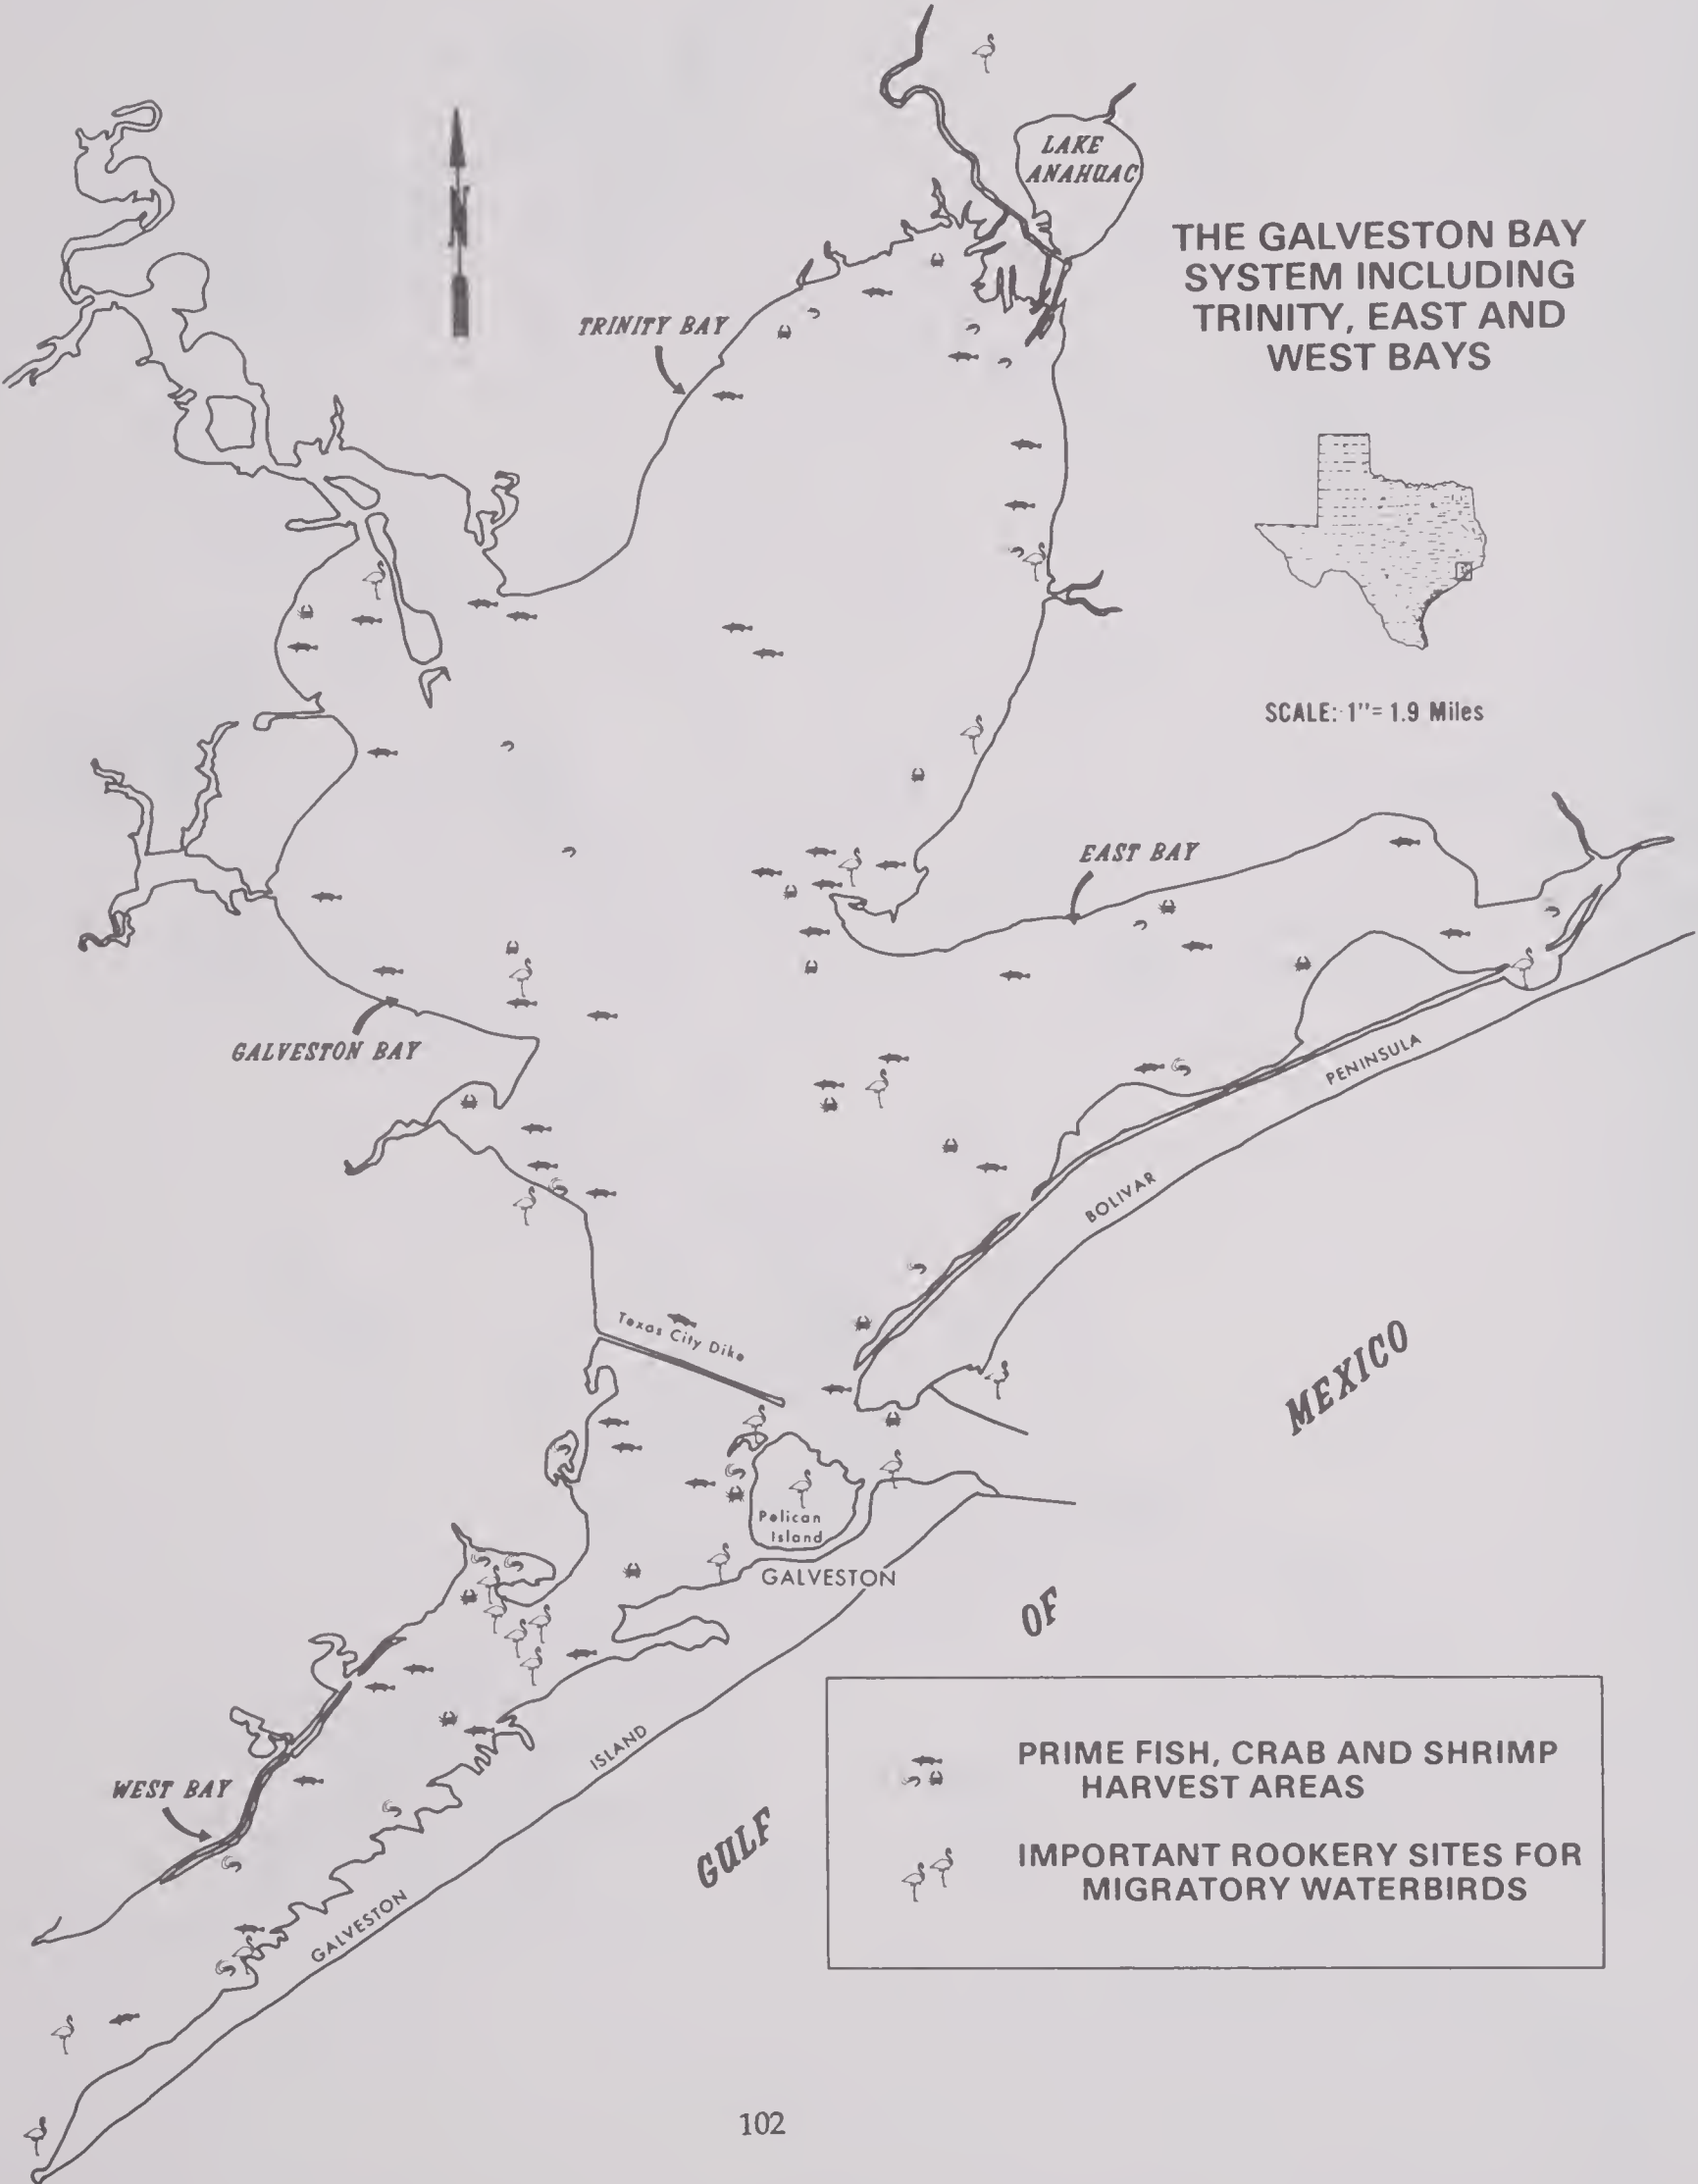 N
LAKE
ANAHUAC
THE GALVESTON BAY
SYSTEM INCLUDING
TRINITY, EAST AND
WEST BAYS
TRINITY BAY
SCALE: 1"= 1.9 Miles
EAST BAY
GALVESTON BAY
PENINSULA
BOLIVAR
Texas City Dike
MEXICO
Pelican
Island
GALVESTON
OF
ISLAND
PRIME FISH, CRAB AND SHRIMP
HARVEST AREAS
WEST BAY
GULF
IMPORTANT ROOKERY SITES FOR
MIGRATORY WATERBIRDS
GALVESTON
102